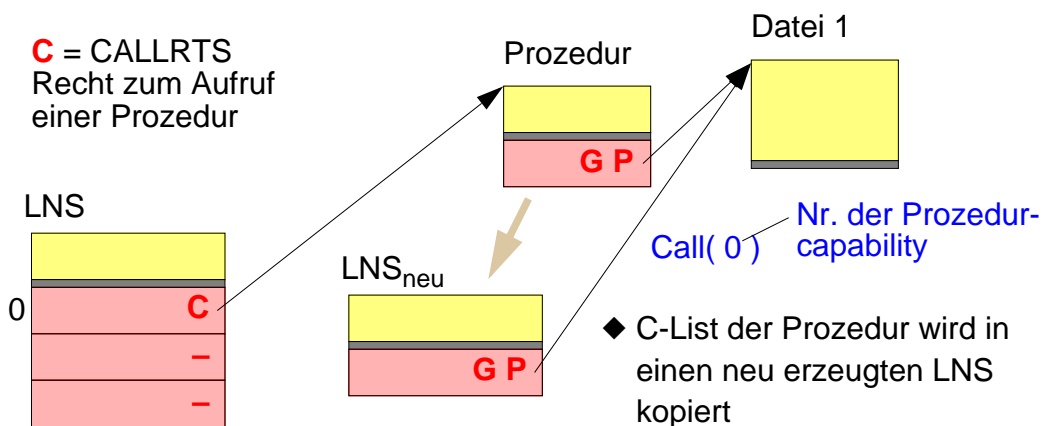 C = CALLRTS
Recht zum Aufruf
einer Prozedur
Prozedur
Datei 1
G P
LNS
Nr. der Prozedur-
capability
Call( 0 )
LNSneu
0
C
–
–
G P
◆ C-List der Prozedur wird in
einen neu erzeugten LNS
kopiert